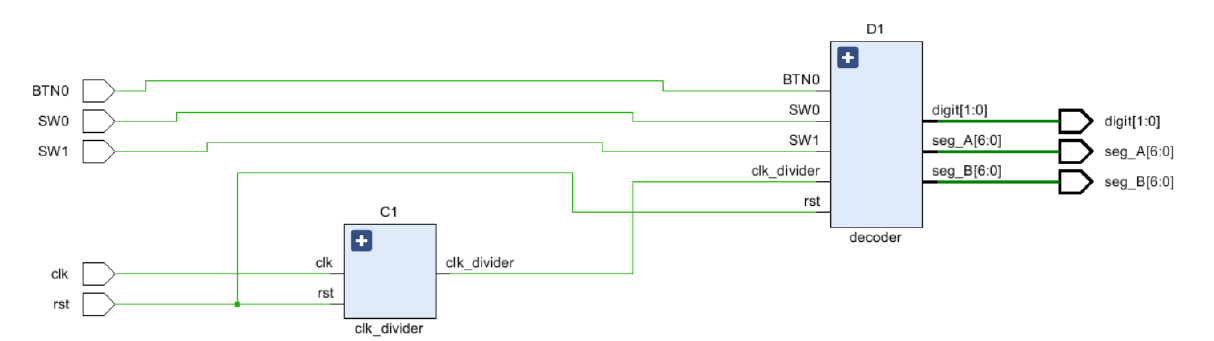 D1
BTN0
BTN0
SW0
SW0
digit[1:0]
digit[1:0]
SW1
SW1
seg_A[6:0]
seg_A[6:0]
clk_divider
seg_B[6:0]
seg_B[6:0]
rst
decoder
C1
clk
clk
clk_divider
rst
rst
clk_divider